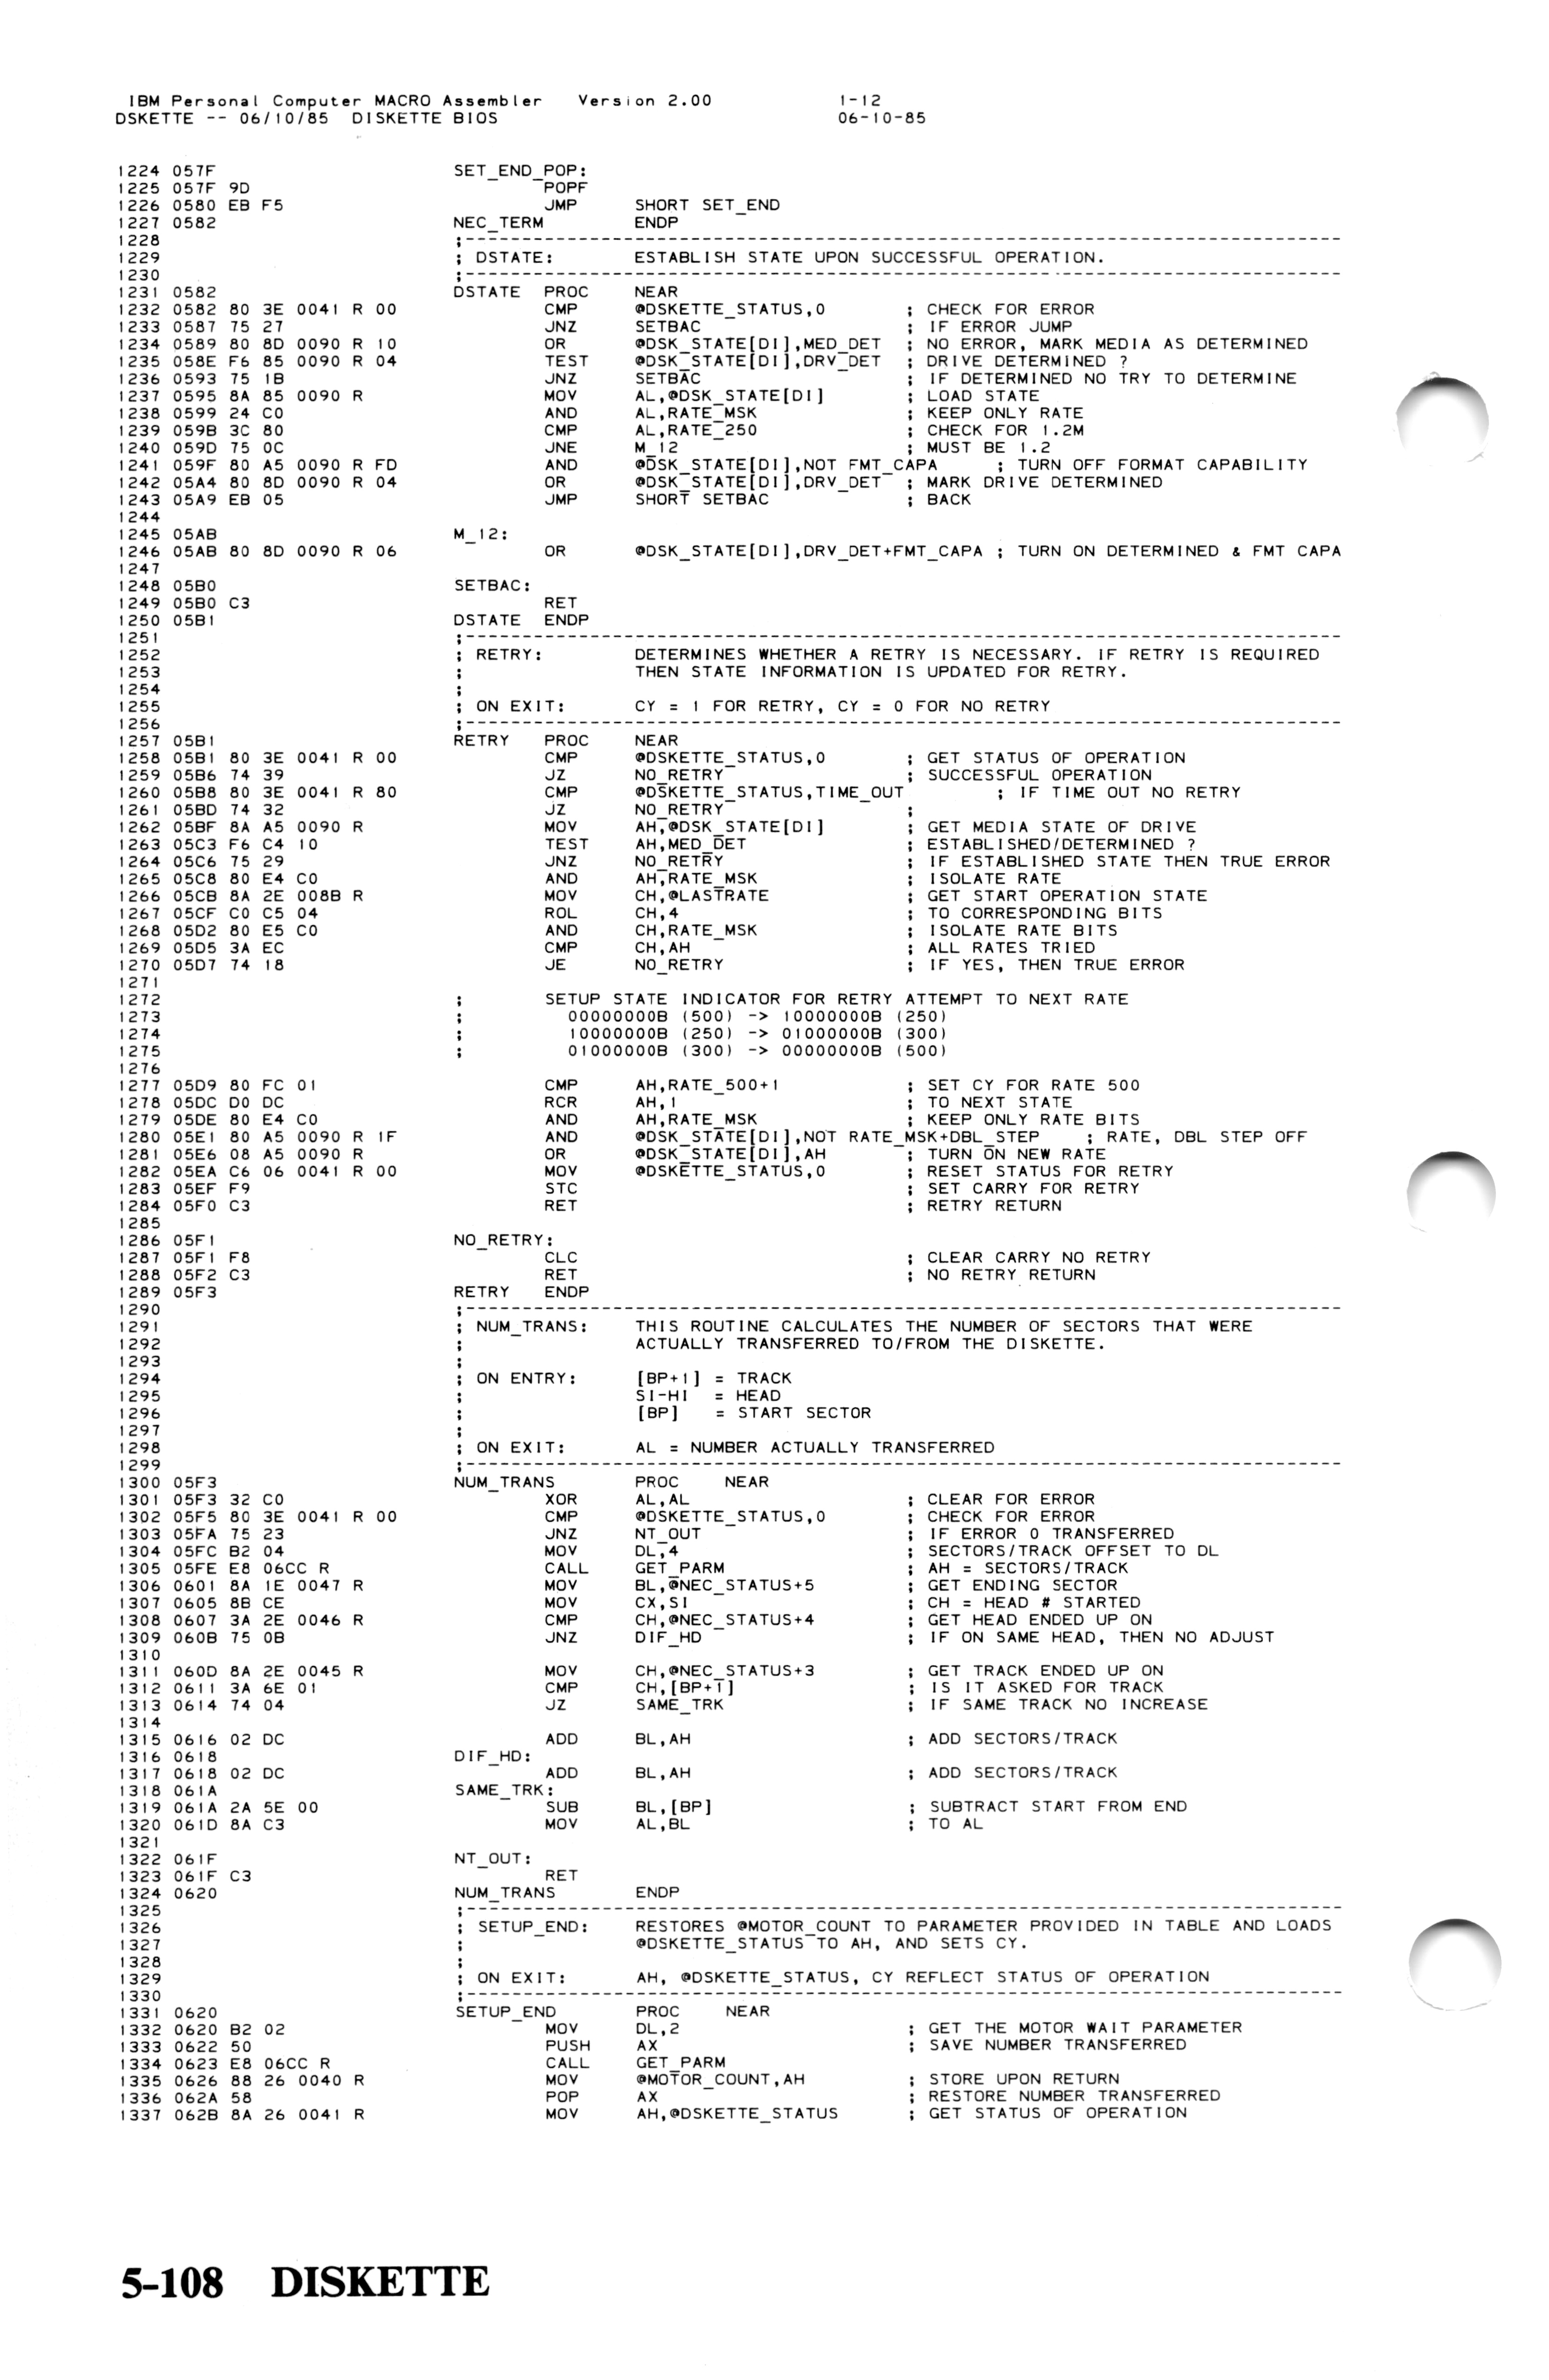 IBM Personal Computer MACRO Assembler    Version 2.00              1-12
DSKETTE -- 06/10/85  DISKETTE BIOS                                 06-10-85
1224 057F                     SET_END_POP:
1225 057F 9D                          POPF
1226 0580 EB F5                       JMP     SHORT SET_END
1227 0582                     NEC_TERM        ENDP
1228                          ;-----------------------------------------------------------------------------
1229                          ; DSTATE:       ESTABLISH STATE UPON SUCCESSFUL OPERATION.
1230                          ;-----------------------------------------------------------------------------
1231 0582                     DSTATE  PROC    NEAR
1232 0582 80 3E 0041 R 00             CMP     @DSKETTE_STATUS,0       ; CHECK FOR ERROR
1233 0587 75 27                       JNZ     SETBAC                  ; IF ERROR JUMP
1234 0589 80 8D 0090 R 10             OR      @DSK_STATE[DI],MED_DET  ; NO ERROR, MARK MEDIA AS DETERMINED
1235 058E F6 85 0090 R 04             TEST    @DSK_STATE[DI],DRV_DET  ; DRIVE DETERMINED ?
1236 0593 75 1B                       JNZ     SETBAC                  ; IF DETERMINED NO TRY TO DETERMINE
1237 0595 8A 85 0090 R                MOV     AL,@DSK_STATE[DI]       ; LOAD STATE
1238 0599 24 C0                       AND     AL,RATE_MSK             ; KEEP ONLY RATE
1239 059B 3C 80                       CMP     AL,RATE_250             ; CHECK FOR 1.2M
1240 059D 75 0C                       JNE     M_12                    ; MUST BE 1.2
1241 059F 80 A5 0090 R FD             AND     @DSK_STATE[DI],NOT FMT_CAPA     ; TURN OFF FORMAT CAPABILITY
1242 05A4 80 8D 0090 R 04             OR      @DSK_STATE[DI],DRV_DET  ; MARK DRIVE DETERMINED
1243 05A9 EB 05                       JMP     SHORT SETBAC            ; BACK
1244
1245 05AB                     M_12:
1246 05AB 80 8D 0090 R 06             OR      @DSK_STATE[DI],DRV_DET+FMT_CAPA ; TURN ON DETERMINED & FMT CAPA
1247
1248 05B0                     SETBAC:
1249 05B0 C3                          RET
1250 05B1                     DSTATE  ENDP
1251                          ;-----------------------------------------------------------------------------
1252                          ; RETRY:        DETERMINES WHETHER A RETRY IS NECESSARY. IF RETRY IS REQUIRED
1253                          ;               THEN STATE INFORMATION IS UPDATED FOR RETRY.
1254                          ;
1255                          ; ON EXIT:      CY = 1 FOR RETRY, CY = 0 FOR NO RETRY
1256                          ;-----------------------------------------------------------------------------
1257 05B1                     RETRY   PROC    NEAR
1258 05B1 80 3E 0041 R 00             CMP     @DSKETTE_STATUS,0       ; GET STATUS OF OPERATION
1259 05B6 74 39                       JZ      NO_RETRY                ; SUCCESSFUL OPERATION
1260 05B8 80 3E 0041 R 80             CMP     @DSKETTE_STATUS,TIME_OUT        ; IF TIME OUT NO RETRY
1261 05BD 74 32                       JZ      NO_RETRY                ;
1262 05BF 8A A5 0090 R                MOV     AH,@DSK_STATE[DI]       ; GET MEDIA STATE OF DRIVE
1263 05C3 F6 C4 10                    TEST    AH,MED_DET              ; ESTABLISHED/DETERMINED ?
1264 05C6 75 29                       JNZ     NO_RETRY                ; IF ESTABLISHED STATE THEN TRUE ERROR
1265 05C8 80 E4 C0                    AND     AH,RATE_MSK             ; ISOLATE RATE
1266 05CB 8A 2E 008B R                MOV     CH,@LASTRATE            ; GET START OPERATION STATE
1267 05CF C0 C5 04                    ROL     CH,4                    ; TO CORRESPONDING BITS
1268 05D2 80 E5 C0                    AND     CH,RATE_MSK             ; ISOLATE RATE BITS
1269 05D5 3A EC                       CMP     CH,AH                   ; ALL RATES TRIED
1270 05D7 74 18                       JE      NO_RETRY                ; IF YES, THEN TRUE ERROR
1271
1272                          ;       SETUP STATE INDICATOR FOR RETRY ATTEMPT TO NEXT RATE
1273                          ;         00000000B (500) -> 10000000B (250)
1274                          ;         10000000B (250) -> 01000000B (300)
1275                          ;         01000000B (300) -> 00000000B (500)
1276
1277 05D9 80 FC 01                    CMP     AH,RATE_500+1           ; SET CY FOR RATE 500
1278 05DC D0 DC                       RCR     AH,1                    ; TO NEXT STATE
1279 05DE 80 E4 C0                    AND     AH,RATE_MSK             ; KEEP ONLY RATE BITS
1280 05E1 80 A5 0090 R 1F             AND     @DSK_STATE[DI],NOT RATE_MSK+DBL_STEP    ; RATE, DBL STEP OFF
1281 05E6 08 A5 0090 R                OR      @DSK_STATE[DI],AH       ; TURN ON NEW RATE
1282 05EA C6 06 0041 R 00             MOV     @DSKETTE_STATUS,0       ; RESET STATUS FOR RETRY
1283 05EF F9                          STC                             ; SET CARRY FOR RETRY
1284 05F0 C3                          RET                             ; RETRY RETURN
1285
1286 05F1                     NO_RETRY:
1287 05F1 F8                          CLC                             ; CLEAR CARRY NO RETRY
1288 05F2 C3                          RET                             ; NO RETRY RETURN
1289 05F3                     RETRY   ENDP
1290                          ;-----------------------------------------------------------------------------
1291                          ; NUM_TRANS:    THIS ROUTINE CALCULATES THE NUMBER OF SECTORS THAT WERE
1292                          ;               ACTUALLY TRANSFERRED TO/FROM THE DISKETTE.
1293                          ;
1294                          ; ON ENTRY:     [BP+1] = TRACK
1295                          ;               SI-HI  = HEAD
1296                          ;               [BP]   = START SECTOR
1297                          ;
1298                          ; ON EXIT:      AL = NUMBER ACTUALLY TRANSFERRED
1299                          ;-----------------------------------------------------------------------------
1300 05F3                     NUM_TRANS       PROC    NEAR
1301 05F3 32 C0                       XOR     AL,AL                   ; CLEAR FOR ERROR
1302 05F5 80 3E 0041 R 00             CMP     @DSKETTE_STATUS,0       ; CHECK FOR ERROR
1303 05FA 75 23                       JNZ     NT_OUT                  ; IF ERROR 0 TRANSFERRED
1304 05FC B2 04                       MOV     DL,4                    ; SECTORS/TRACK OFFSET TO DL
1305 05FE E8 06CC R                   CALL    GET_PARM                ; AH = SECTORS/TRACK
1306 0601 8A 1E 0047 R                MOV     BL,@NEC_STATUS+5        ; GET ENDING SECTOR
1307 0605 8B CE                       MOV     CX,SI                   ; CH = HEAD # STARTED
1308 0607 3A 2E 0046 R                CMP     CH,@NEC_STATUS+4        ; GET HEAD ENDED UP ON
1309 060B 75 0B                       JNZ     DIF_HD                  ; IF ON SAME HEAD, THEN NO ADJUST
1310
1311 060D 8A 2E 0045 R                MOV     CH,@NEC_STATUS+3        ; GET TRACK ENDED UP ON
1312 0611 3A 6E 01                    CMP     CH,[BP+1]               ; IS IT ASKED FOR TRACK
1313 0614 74 04                       JZ      SAME_TRK                ; IF SAME TRACK NO INCREASE
1314
1315 0616 02 DC                       ADD     BL,AH                   ; ADD SECTORS/TRACK
1316 0618                     DIF_HD:
1317 0618 02 DC                       ADD     BL,AH                   ; ADD SECTORS/TRACK
1318 061A                     SAME_TRK:
1319 061A 2A 5E 00                    SUB     BL,[BP]                 ; SUBTRACT START FROM END
1320 061D 8A C3                       MOV     AL,BL                   ; TO AL
1321
1322 061F                     NT_OUT:
1323 061F C3                          RET
1324 0620                     NUM_TRANS       ENDP
1325                          ;-----------------------------------------------------------------------------
1326                          ; SETUP_END:    RESTORES @MOTOR_COUNT TO PARAMETER PROVIDED IN TABLE AND LOADS
1327                          ;               @DSKETTE_STATUS TO AH, AND SETS CY.
1328                          ;
1329                          ; ON EXIT:      AH, @DSKETTE_STATUS, CY REFLECT STATUS OF OPERATION
1330                          ;-----------------------------------------------------------------------------
1331 0620                     SETUP_END       PROC    NEAR
1332 0620 B2 02                       MOV     DL,2                    ; GET THE MOTOR WAIT PARAMETER
1333 0622 50                          PUSH    AX                      ; SAVE NUMBER TRANSFERRED
1334 0623 E8 06CC R                   CALL    GET_PARM
1335 0626 88 26 0040 R                MOV     @MOTOR_COUNT,AH         ; STORE UPON RETURN
1336 062A 58                          POP     AX                      ; RESTORE NUMBER TRANSFERRED
1337 062B 8A 26 0041 R                MOV     AH,@DSKETTE_STATUS      ; GET STATUS OF OPERATION
5-108   DISKETTE